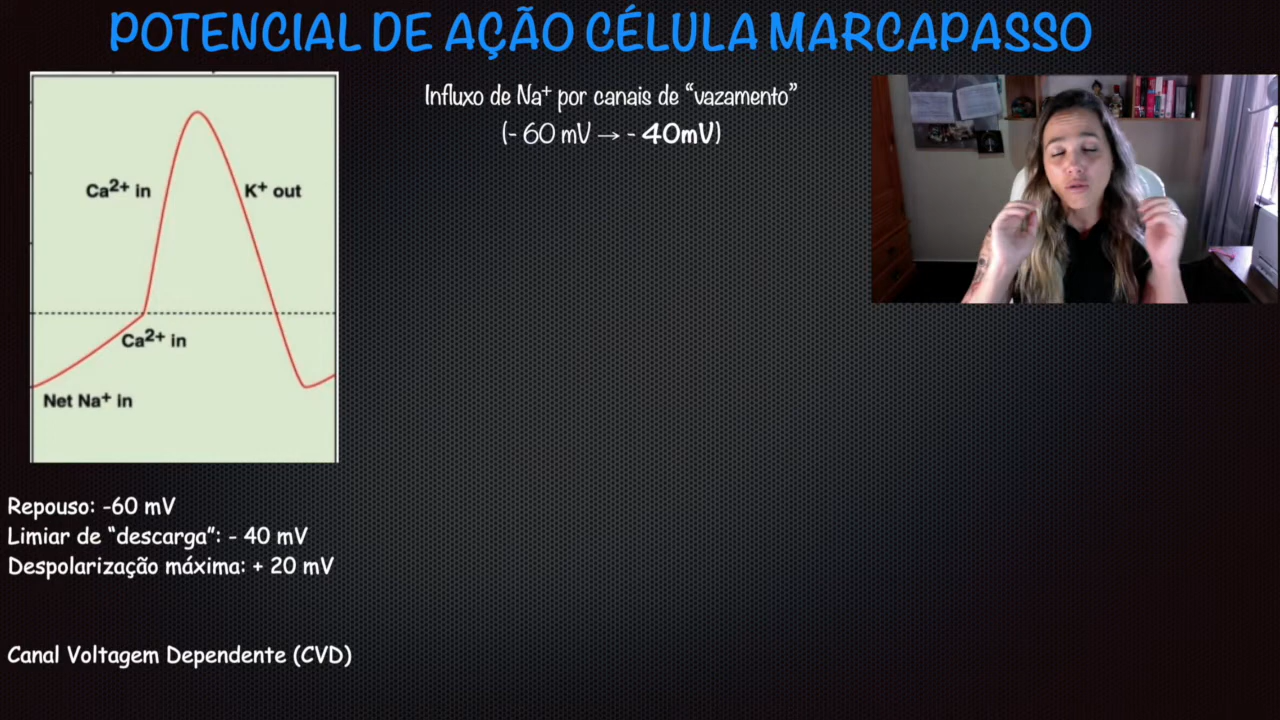 POTENCIAL DE AÇÃO CÉLULA MARCAPASSO
Influxo de Na⁺ por canais de “vazamento”
(- 60 mV → - 40mV)
Ca²⁺ in
K⁺ out
Ca²⁺ in
Net Na⁺ in
Repouso: -60 mV
Limiar de “descarga”: - 40 mV
Despolarização máxima: + 20 mV
Canal Voltagem Dependente (CVD)